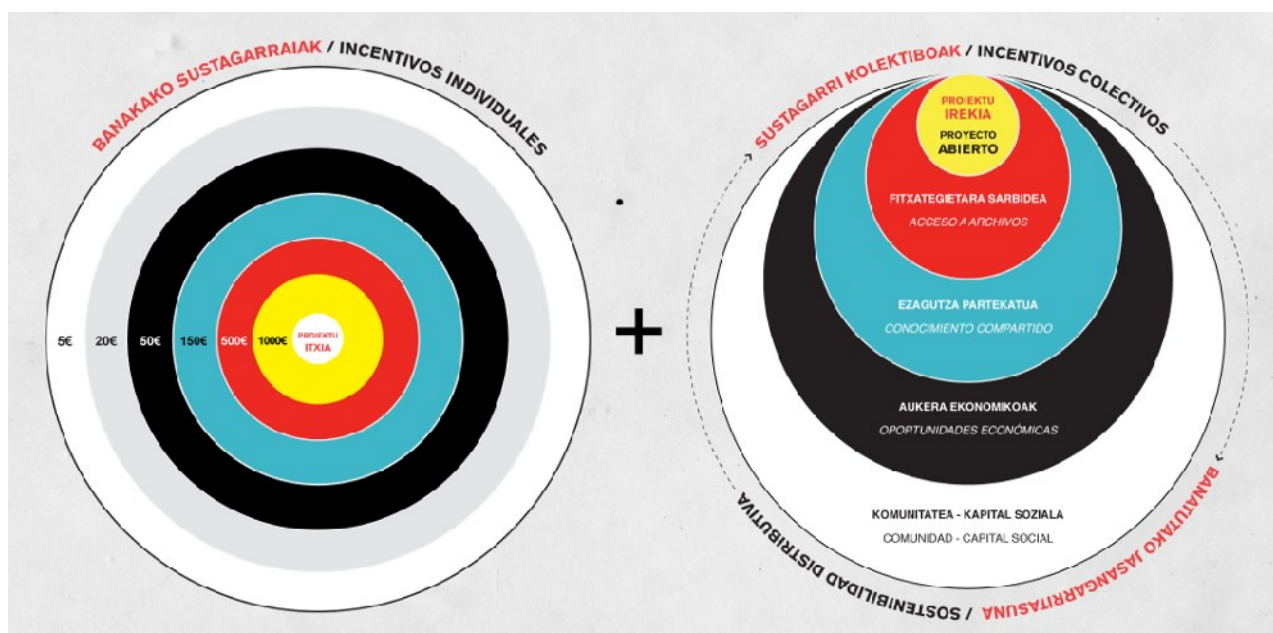 BANAKAKO SUSTAGARRAIAK / INCENTIVOS INDIVIDUALES
5€ 20€ 50€ 150€ 500€ 1000€
PROIEKTU
ITXIA
+
SUSTAGARRI KOLEKTIBOAK / INCENTIVOS COLECTIVOS
PROIEKTU
IREKIA
PROYECTO
ABIERTO
FITXATEGIETARA SARBIDEA
ACCESO A ARCHIVOS
EZAGUTZA PARTEKATUA
CONOCIMIENTO COMPARTIDO
AUKERA EKONOMIKOAK
OPORTUNIDADES ECONÓMICAS
KOMUNITATEA - KAPITAL SOZIALA
COMUNIDAD - CAPITAL SOCIAL
BANATUTAKO JASANGARRITASUNA / SOSTENIBILIDAD DISTRIBUTIVA